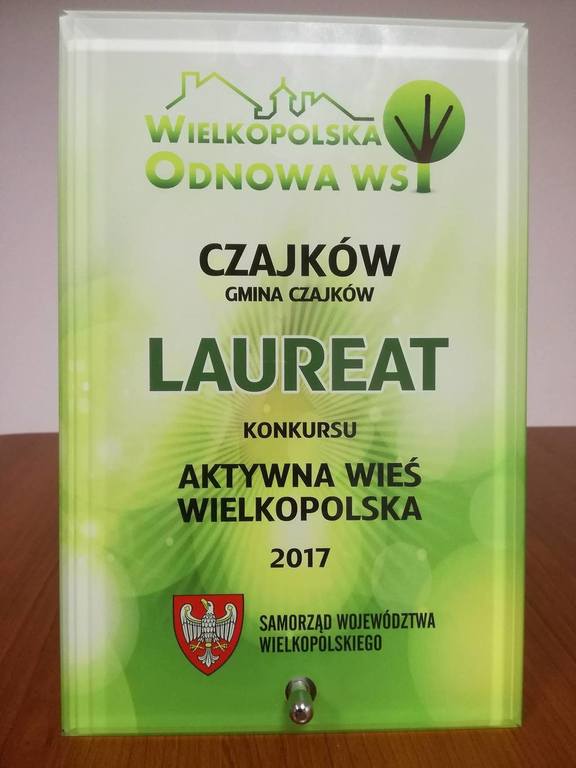 WIELKOPOLSKA
ODNOWA WSI
CZAJKÓW
GMINA CZAJKÓW
LAUREAT
KONKURSU
AKTYWNA WIEŚ
WIELKOPOLSKA
2017
SAMORZĄD WOJEWÓDZTWA
WIELKOPOLSKIEGO